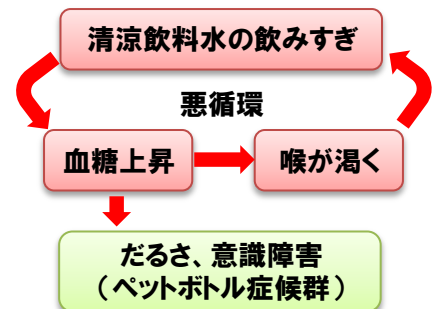 清涼飲料水の飲みすぎ
悪循環
血糖上昇
喉が渇く
だるさ、意識障害
（ペットボトル症候群）